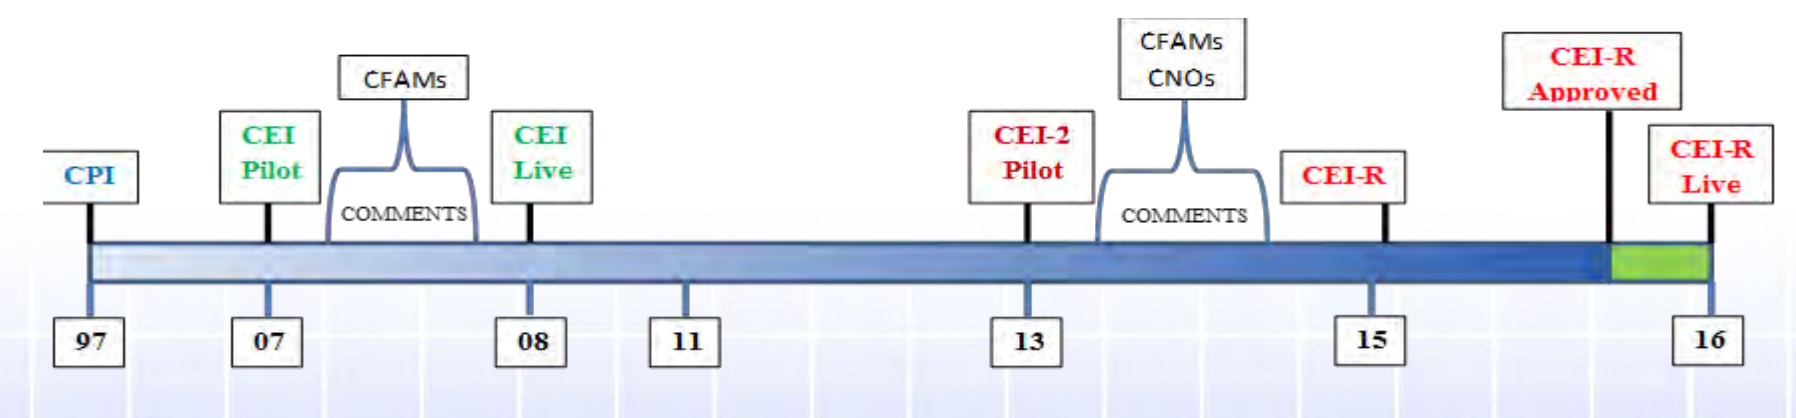 CPI
CEI
Pilot
CFAMs
COMMENTS
CEI
Live
CEI-2
Pilot
CFAMs
CNOs
COMMENTS
CEI-R
CEI-R
Approved
CEI-R
Live
97
07
08
11
13
15
16